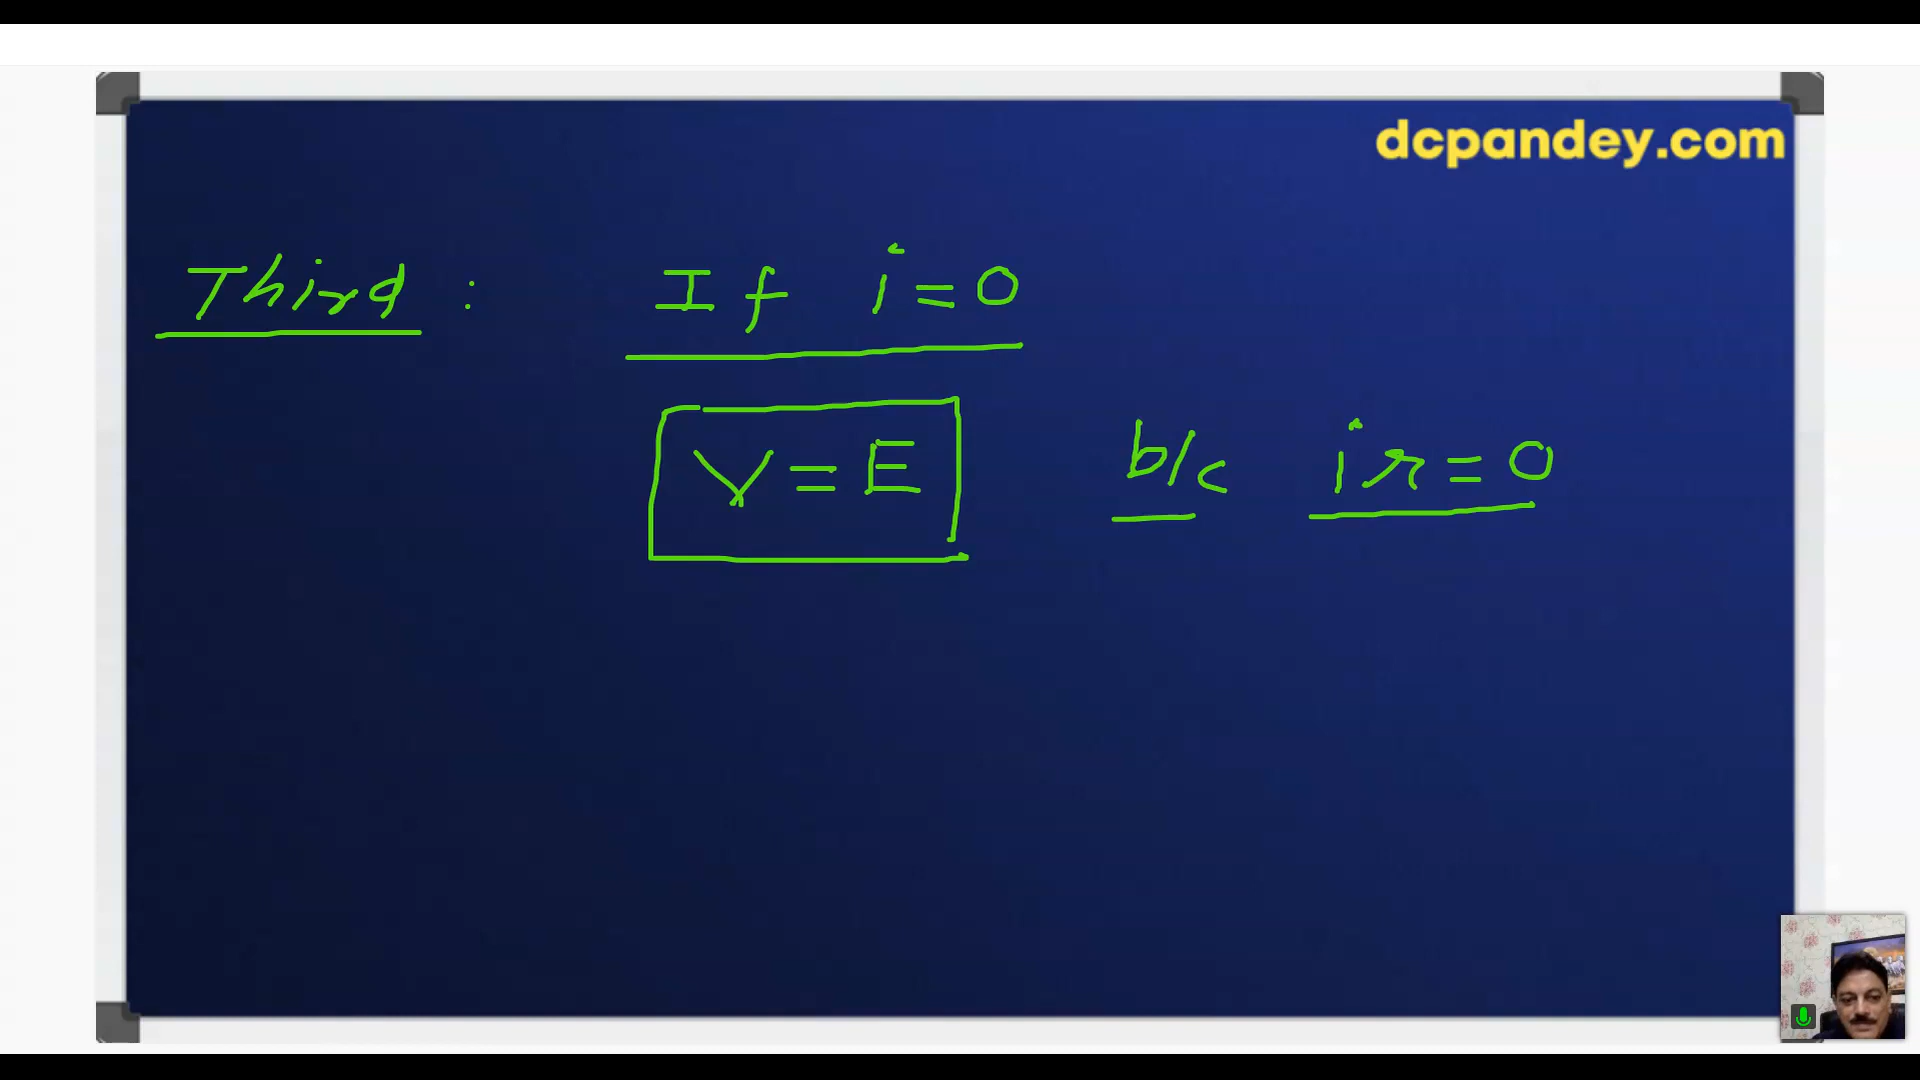 dcpandey.com
Third : If i = 0
V = E b/c ir = 0